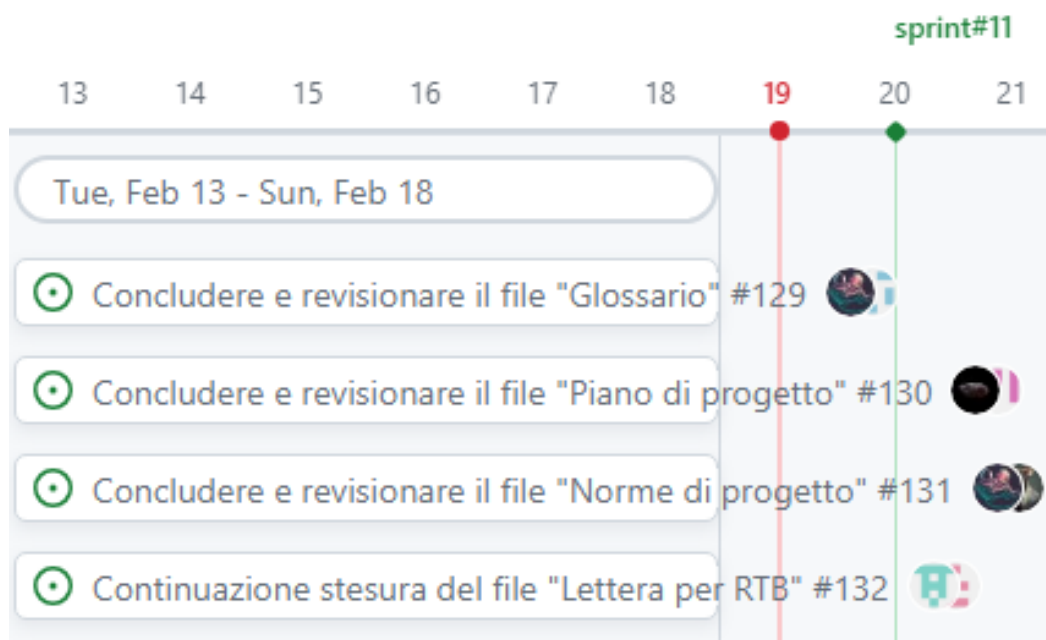 sprint#11
13 14 15 16 17 18 19 20 21
Tue, Feb 13 - Sun, Feb 18
Concludere e revisionare il file "Glossario" #129
Concludere e revisionare il file "Piano di progetto" #130
Concludere e revisionare il file "Norme di progetto" #131
Continuazione stesura del file "Lettera per RTB" #132